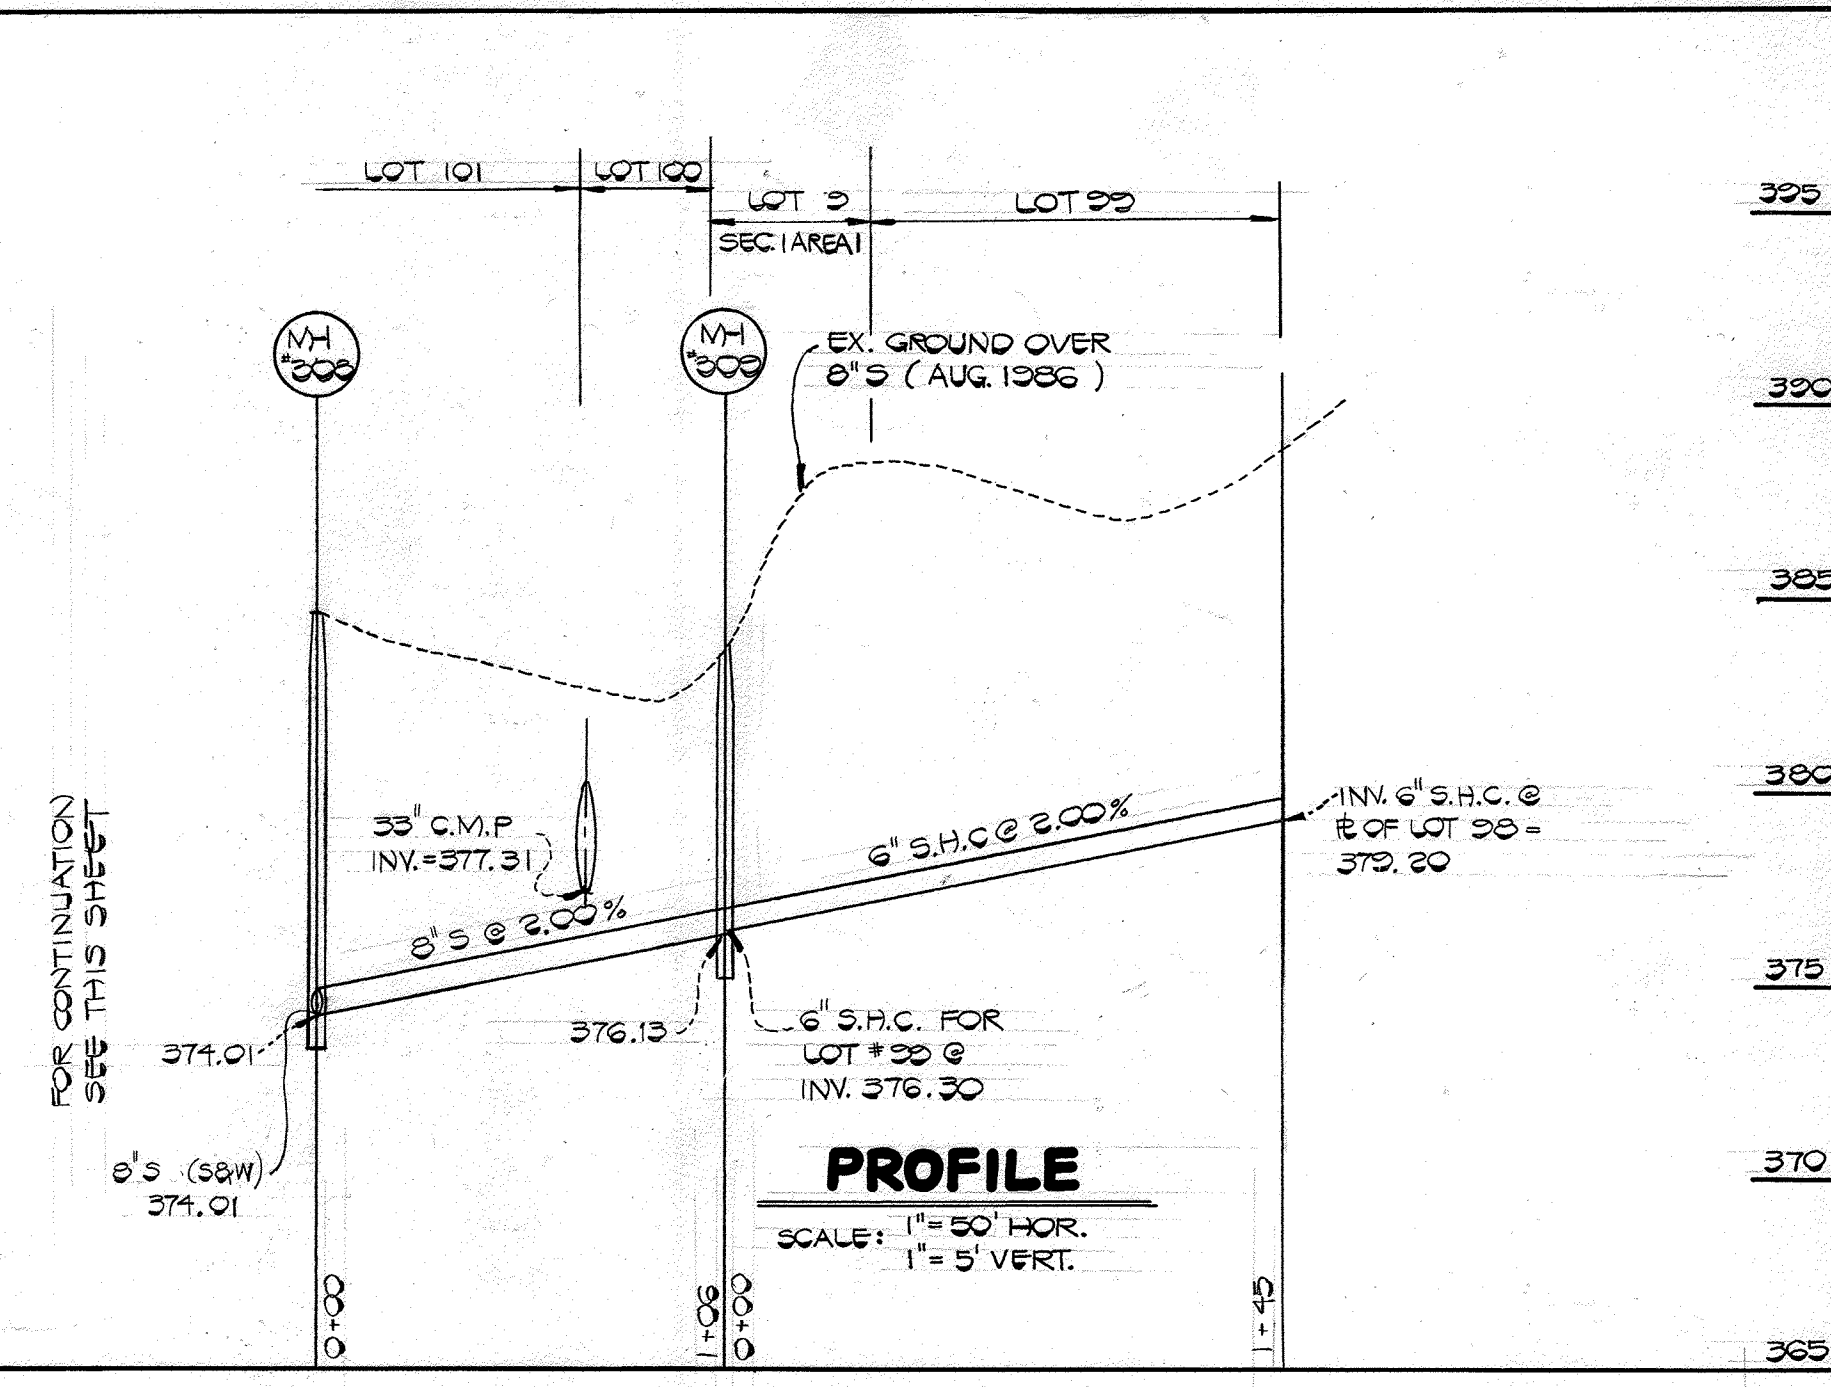 LOT 101
LOT 100
LOT 9
SEC. 1 AREA 1
LOT 99
395
MH
#308
MH
#309
EX. GROUND OVER
8" S ( AUG. 1986 )
390
385
380
33" C.M.P
INV.=377.31
8" S @ 2.00 %
6" S.H.C @ 2.00%
INV. 6" S.H.C. @
℄ OF LOT 98 =
379.20
FOR CONTINUATION
SEE THIS SHEET
375
374.01
376.13
6" S.H.C. FOR
LOT #99 @
INV. 376.30
8" S (S&W)
374.01
370
PROFILE
SCALE: 1" = 50' HOR.
1" = 5' VERT.
0+00
1+06
0+00
1+45
365